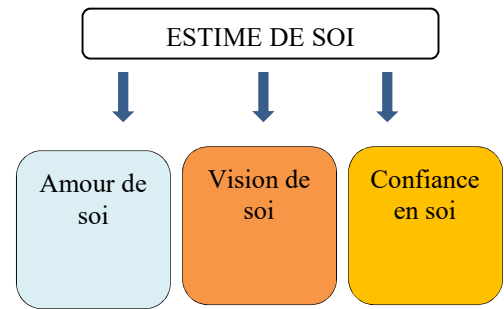 ESTIME DE SOI
Amour de
soi
Vision de
soi
Confiance
en soi